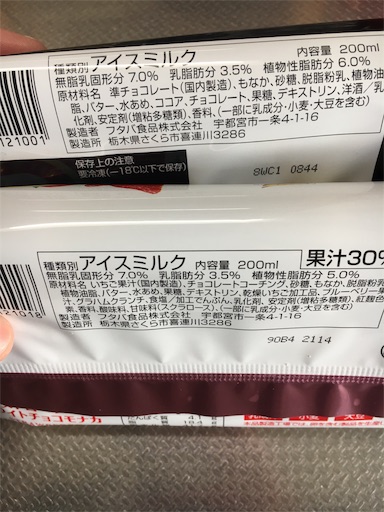 種類別 アイスミルク 内容量 200ml
無脂乳固形分 7.0% 乳脂肪分 3.5% 植物性脂肪分 6.0%
原材料名 準チョコレート(国内製造)、もなか、砂糖、脱脂粉乳、植物油
脂、バター、水あめ、ココア、チョコレート、果糖、デキストリン、洋酒/乳
化剤、安定剤(増粘多糖類)、香料、(一部に乳成分・小麦・大豆を含む)
製造者 フタバ食品株式会社 宇都宮市一条4-1-16
製造所 栃木県さくら市喜連川3286
21001
保存上の注意
要冷凍(-18℃以下で保存)
8WC1 0844
種類別 アイスミルク 内容量 200ml 果汁30%
無脂乳固形分 7.0% 乳脂肪分 3.5% 植物性脂肪分 5.0%
原材料名 いちご果汁(国内製造)、チョコレートコーチング、砂糖、もなか、脱脂粉乳
植物油脂、バター、水あめ、果糖、デキストリン、乾燥いちご加工品、ブルーベリー果
汁、グラハムクランチ、食塩/加工でんぷん、乳化剤、安定剤(増粘多糖類)、紅麹色
素、香料、酸味料、甘味料(スクラロース)、(一部に乳成分・小麦・大豆を含む)
製造者 フタバ食品株式会社 宇都宮市一条4-1-16
製造所 栃木県さくら市喜連川3286
21018
90B4 2114
チョコモナカ
たんぱく質 4.1